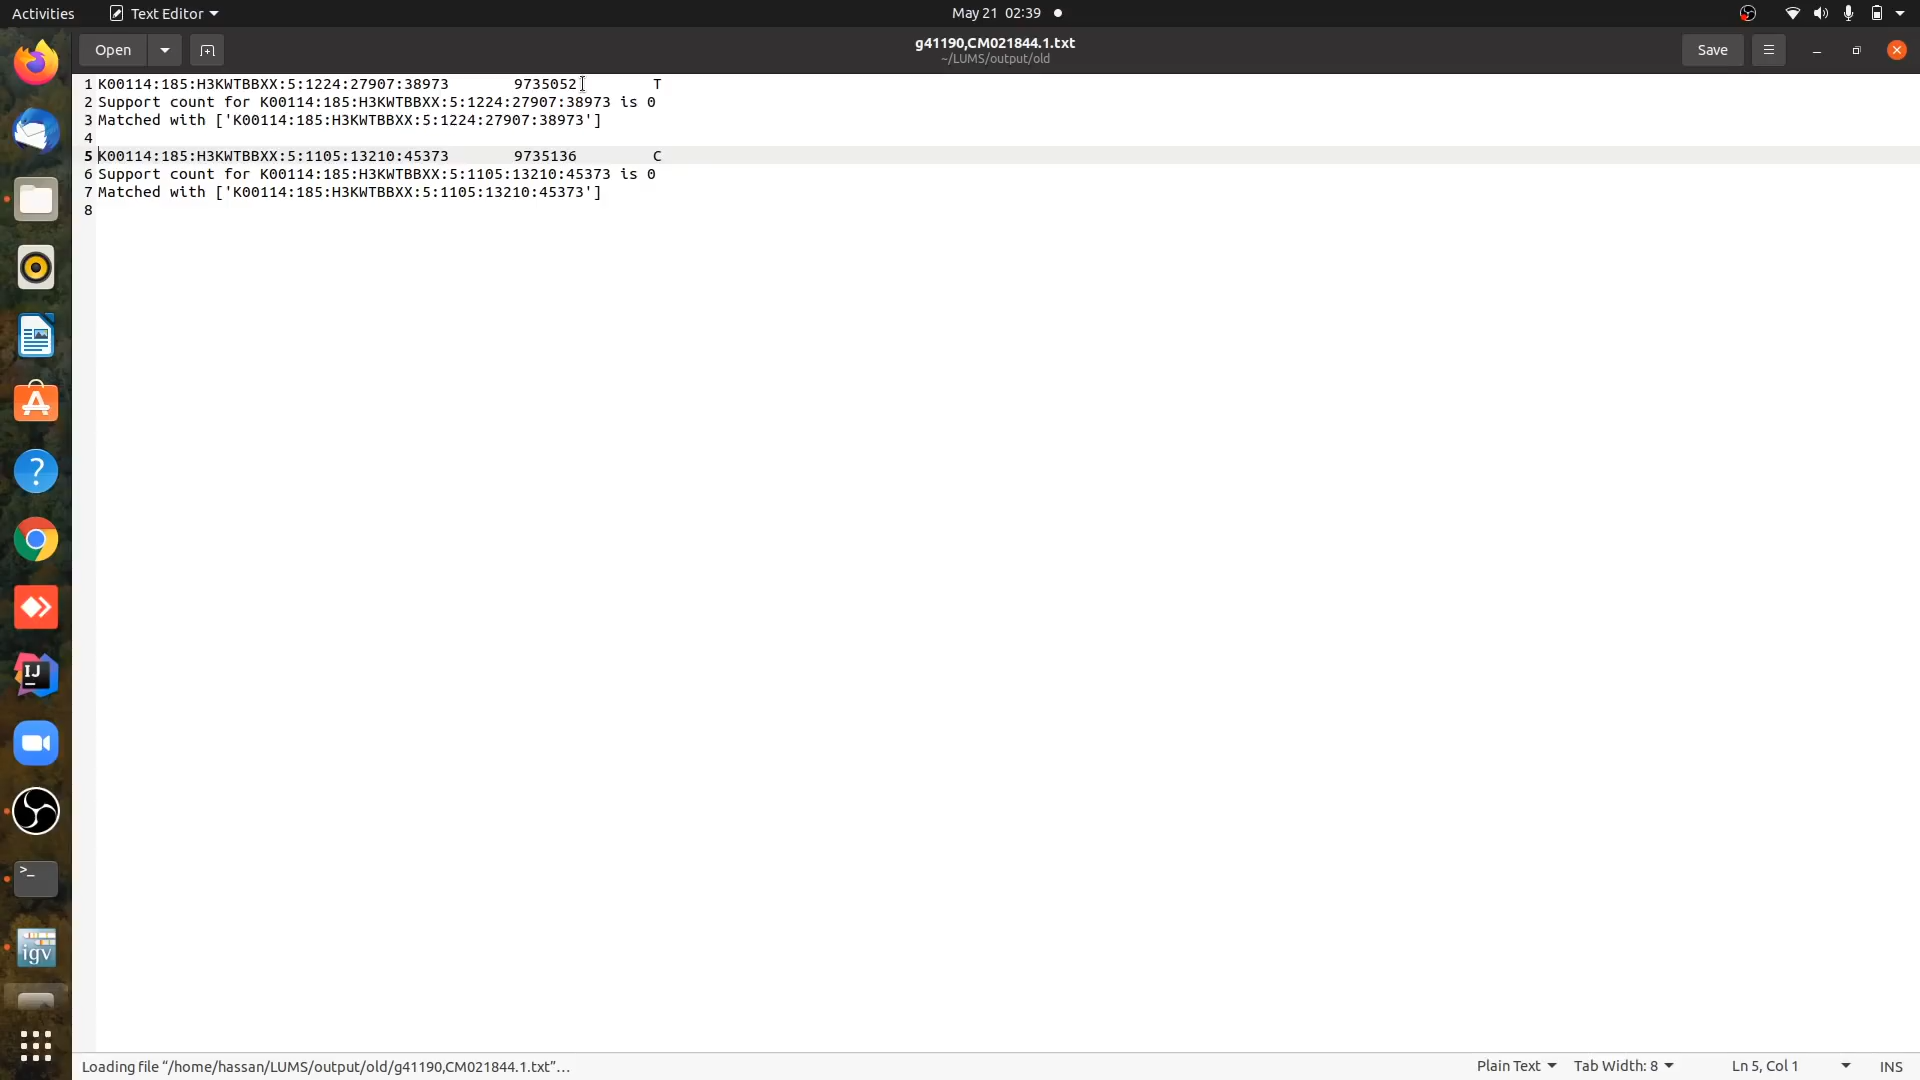 Activities Text Editor May 21 02:39
Open g41190,CM021844.1.txt Save
~/LUMS/output/old
1 K00114:185:H3KWTBBXX:5:1224:27907:38973 9735052 T
2 Support count for K00114:185:H3KWTBBXX:5:1224:27907:38973 is 0
3 Matched with ['K00114:185:H3KWTBBXX:5:1224:27907:38973']
4
5 K00114:185:H3KWTBBXX:5:1105:13210:45373 9735136 C
6 Support count for K00114:185:H3KWTBBXX:5:1105:13210:45373 is 0
7 Matched with ['K00114:185:H3KWTBBXX:5:1105:13210:45373']
8
IJ
igv
Loading file “/home/hassan/LUMS/output/old/g41190,CM021844.1.txt”… Plain Text Tab Width: 8 Ln 5, Col 1 INS